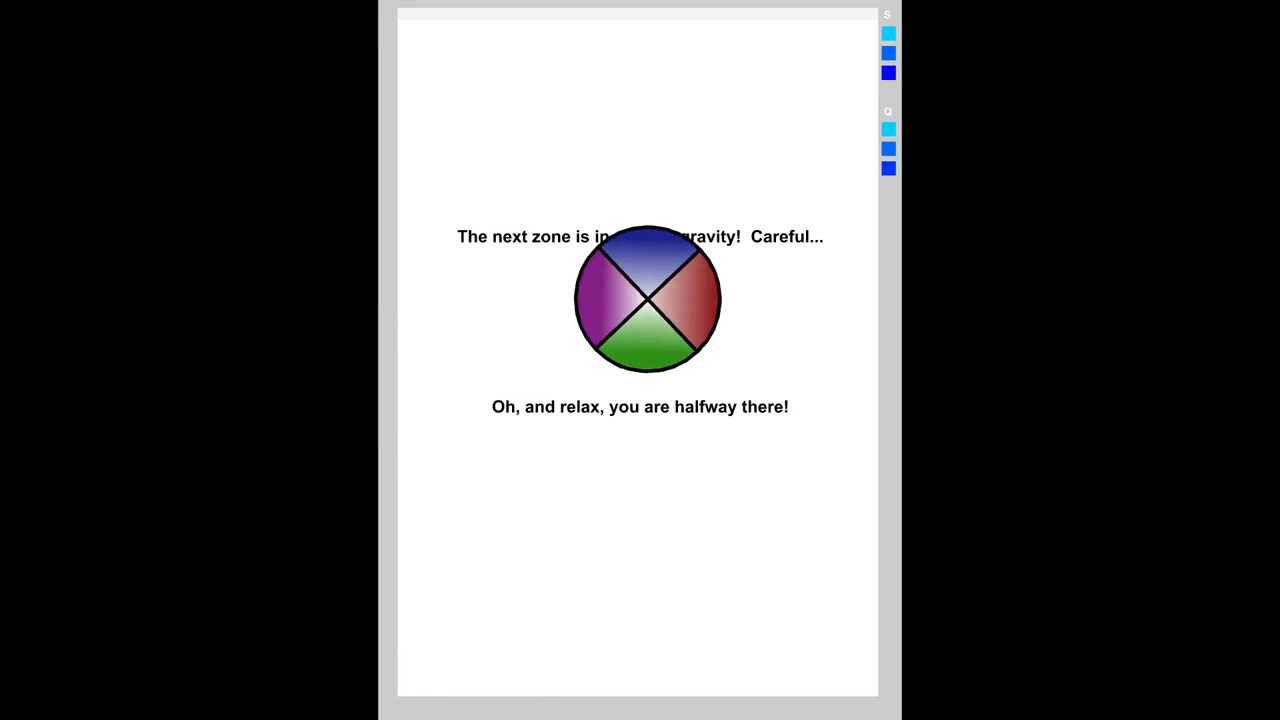 S
Q
The next zone is in gravity!  Careful...
Oh, and relax, you are halfway there!